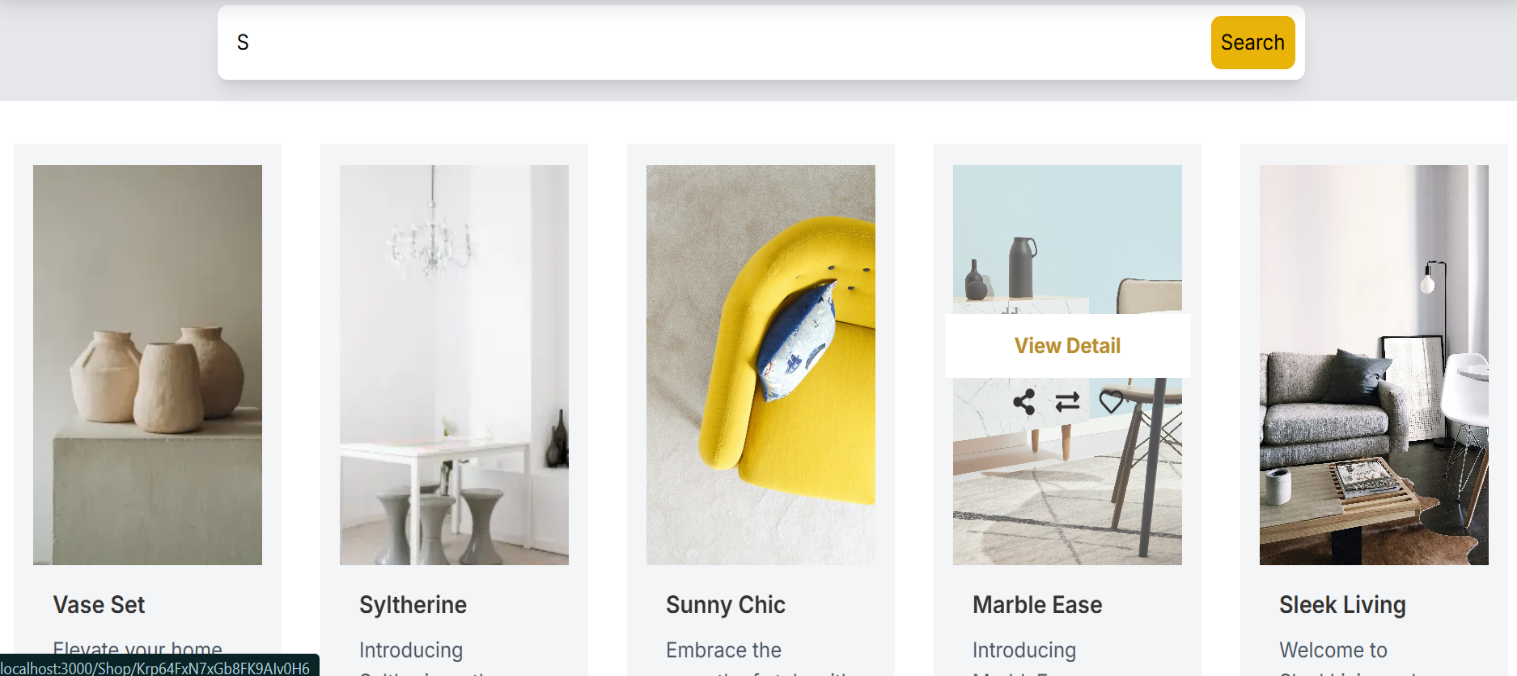 S
Search
View Detail
Vase Set
Syltherine
Sunny Chic
Marble Ease
Sleek Living
Elevate your home
Introducing
Embrace the
Introducing
Welcome to
localhost:3000/Shop/Krp64FxN7xGb8FK9AIv0H6